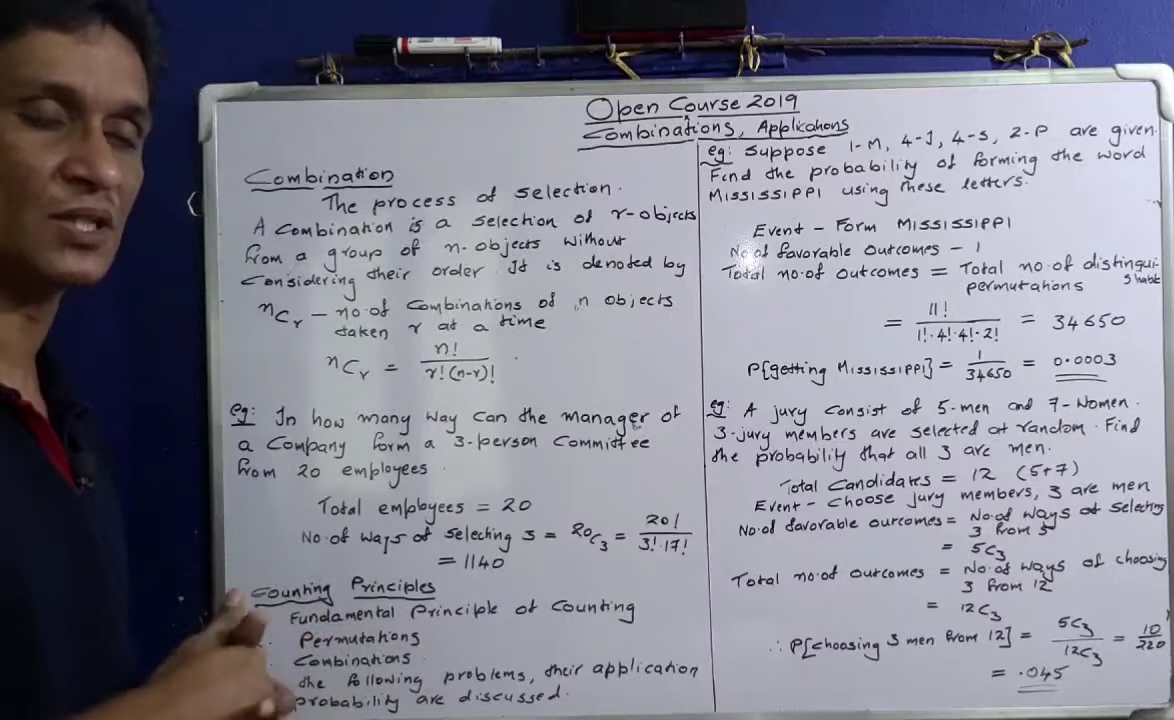 Open Course 2019
Combinations, Applications
Combination
The process of selection.
A Combination is a selection of r-objects
from a group of n-objects without
Considering their order. It is denoted by
nCr - no.of Combinations of n objects
taken r at a time
nCr = n! / r!(n-r)!
eg: In how many way can the manager of
a Company form a 3-person Committee
from 20 employees
Total employees = 20
No.of ways of selecting 3 = 20C3 = 20! / 3!.17!
= 1140
Counting Principles
Fundamental Principle of Counting
Permutations
Combinations
the following problems, their application
probability are discussed.
eg: Suppose 1-M, 4-I, 4-S, 2-P are given.
Find the probability of forming the word
MISSISSIPPI using these letters.
Event - Form MISSISSIPPI
No of favorable outcomes - 1
Total no.of outcomes = Total no.of distingui-
shable
permutations
= 11! / 1!.4!.4!.2! = 34650
P[getting MISSISSIPPI] = 1/34650 = 0.0003
eg: A jury Consist of 5-men and 7-Women.
3-jury members are selected at random. Find
the probability that all 3 are men.
Total Candidates = 12 (5+7)
Event - Choose jury members, 3 are men
No.of favorable outcomes = No.of ways of selecting
3 from 5
= 5C3
Total no.of outcomes = No.of ways of choosing
3 from 12
= 12C3
∴ P[choosing 3 men from 12] = 5C3 / 12C3 = 10/220
= .045